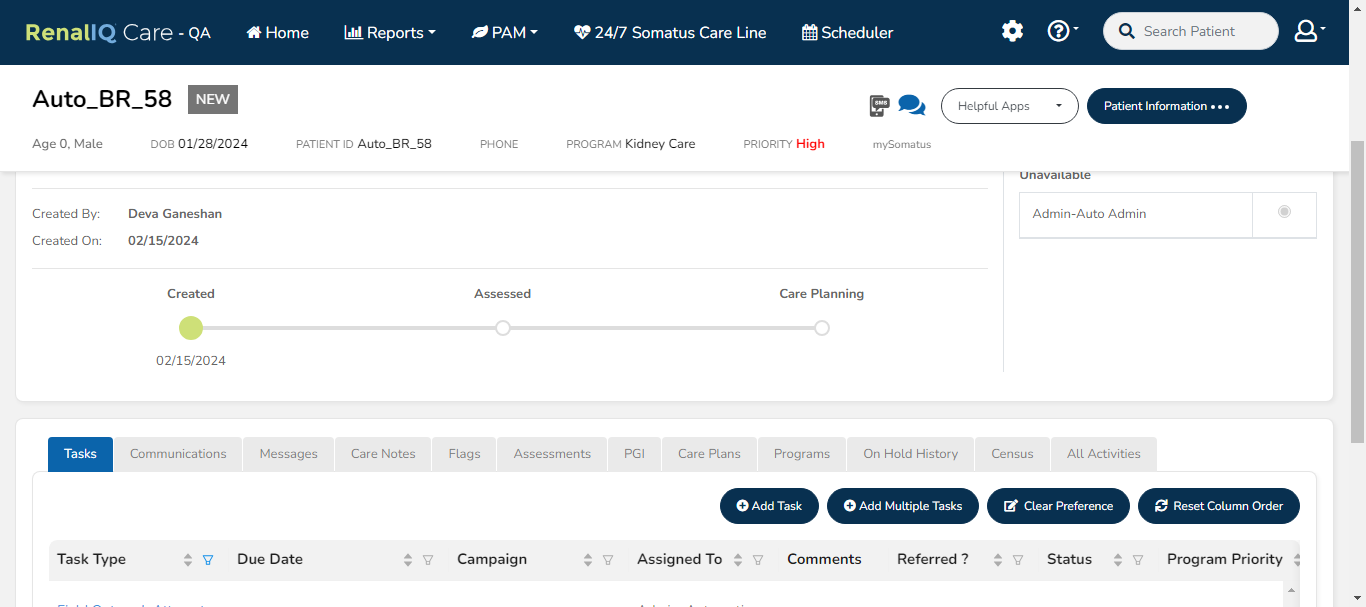 RenalIQ Care - QA Home Reports PAM 24/7 Somatus Care Line Scheduler Search Patient
Auto_BR_58 NEW SMS Helpful Apps Patient Information
Age 0, Male DOB 01/28/2024 PATIENT ID Auto_BR_58 PHONE PROGRAM Kidney Care PRIORITY High mySomatus
Unavailable
Created By: Deva Ganeshan Admin-Auto Admin
Created On: 02/15/2024
Created Assessed Care Planning
02/15/2024
Tasks Communications Messages Care Notes Flags Assessments PGI Care Plans Programs On Hold History Census All Activities
Add Task Add Multiple Tasks Clear Preference Reset Column Order
Task Type Due Date Campaign Assigned To Comments Referred ? Status Program Priority